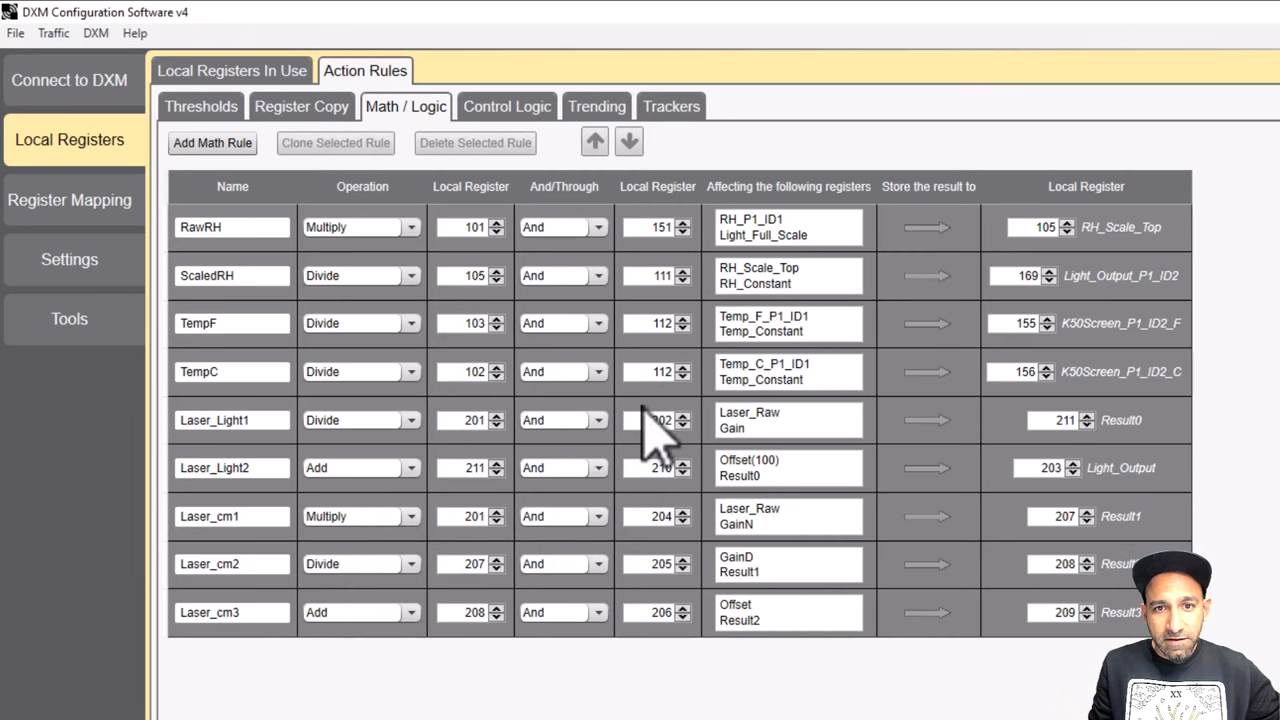 DXM Configuration Software v4
File Traffic DXM Help
Connect to DXM
Local Registers
Register Mapping
Settings
Tools
Local Registers In Use Action Rules
Thresholds Register Copy Math / Logic Control Logic Trending Trackers
Add Math Rule Clone Selected Rule Delete Selected Rule
Name Operation Local Register And/Through Local Register Affecting the following registers Store the result to Local Register
RawRH Multiply 101 And 151 RH_P1_ID1 105 RH_Scale_Top
Light_Full_Scale
ScaledRH Divide 105 And 111 RH_Scale_Top 169 Light_Output_P1_ID2
RH_Constant
TempF Divide 103 And 112 Temp_F_P1_ID1 155 K50Screen_P1_ID2_F
Temp_Constant
TempC Divide 102 And 112 Temp_C_P1_ID1 156 K50Screen_P1_ID2_C
Temp_Constant
Laser_Light1 Divide 201 And Laser_Raw 211 Result0
Gain
Laser_Light2 Add 211 And Offset(100) 203 Light_Output
Result0
Laser_cm1 Multiply 201 And 204 Laser_Raw 207 Result1
GainN
Laser_cm2 Divide 207 And 205 GainD 208
Result1
Laser_cm3 Add 208 And 206 Offset 209 Result3
Result2
XX